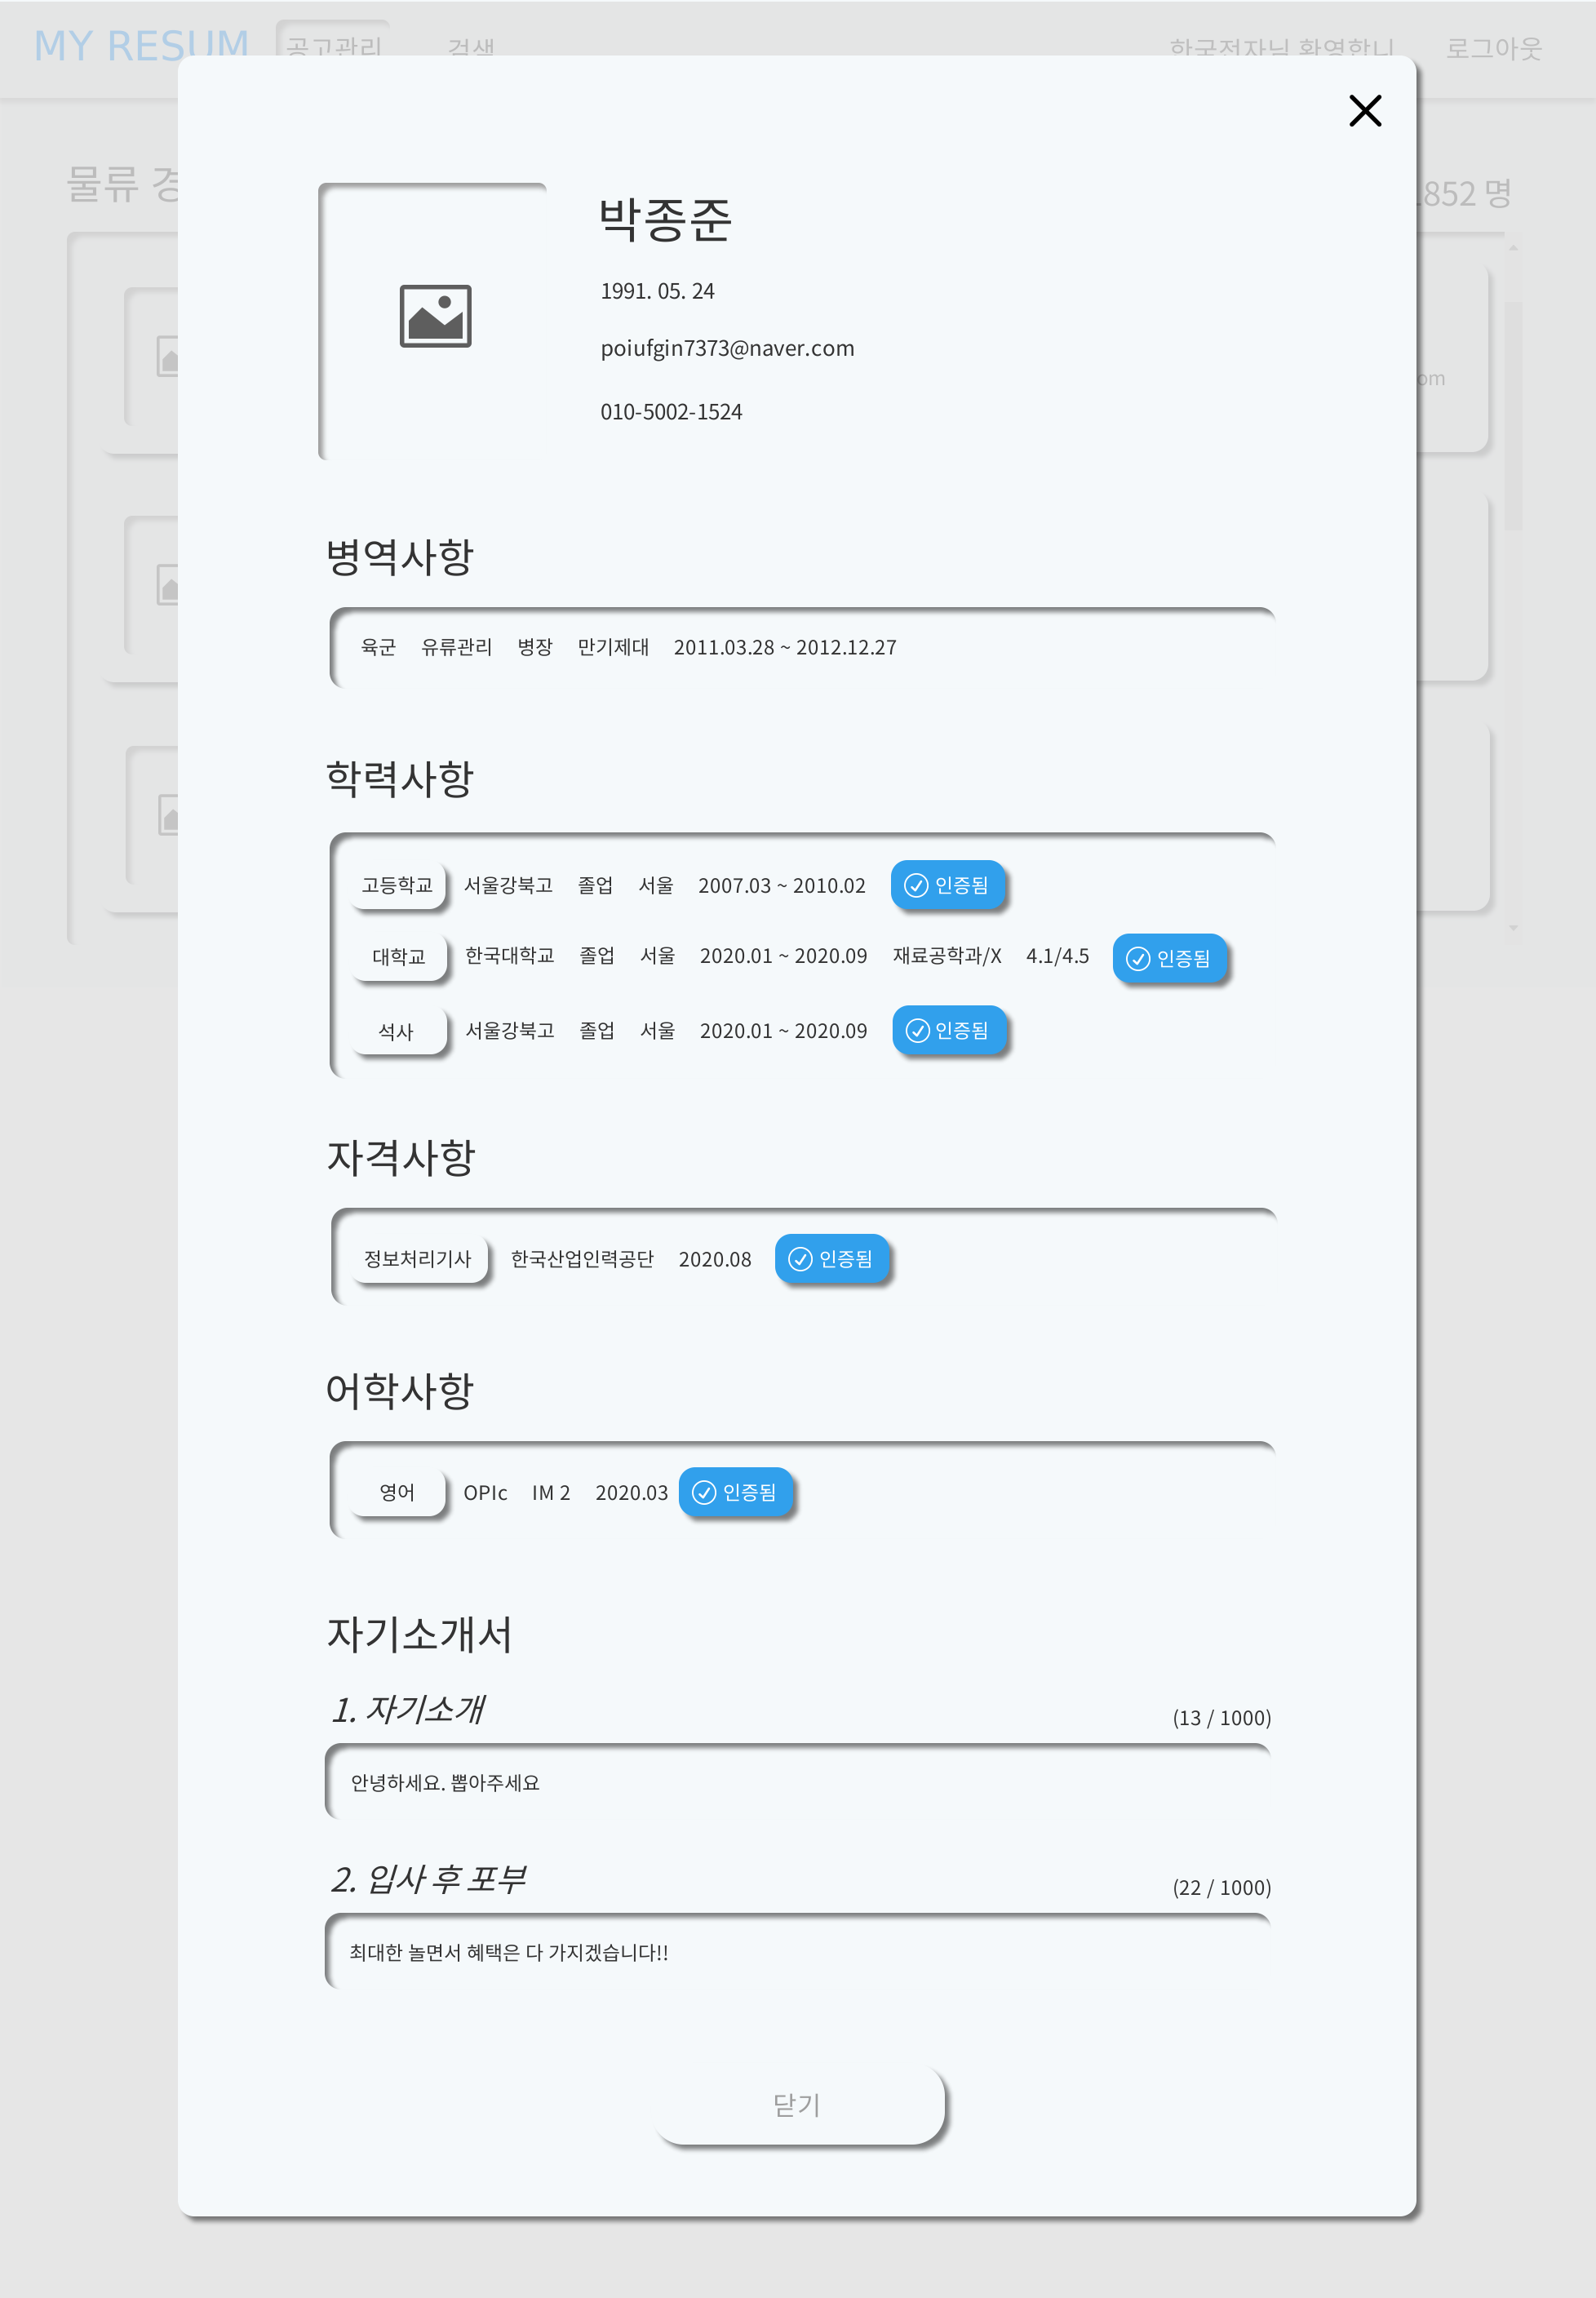 MY RESUM
공고관리
검색
한국전자님 환영합니
로그아웃
물류 경
1852 명
om
박종준
1991. 05. 24
poiufgin7373@naver.com
010-5002-1524
병역사항
육군 유류관리 병장 만기제대 2011.03.28 ~ 2012.12.27
학력사항
고등학교 서울강북고 졸업 서울 2007.03 ~ 2010.02 인증됨
대학교 한국대학교 졸업 서울 2020.01 ~ 2020.09 재료공학과/X 4.1/4.5 인증됨
석사 서울강북고 졸업 서울 2020.01 ~ 2020.09 인증됨
자격사항
정보처리기사 한국산업인력공단 2020.08 인증됨
어학사항
영어 OPIc IM 2 2020.03 인증됨
자기소개서
1. 자기소개 (13 / 1000)
안녕하세요. 뽑아주세요
2. 입사 후 포부 (22 / 1000)
최대한 놀면서 혜택은 다 가지겠습니다!!
닫기